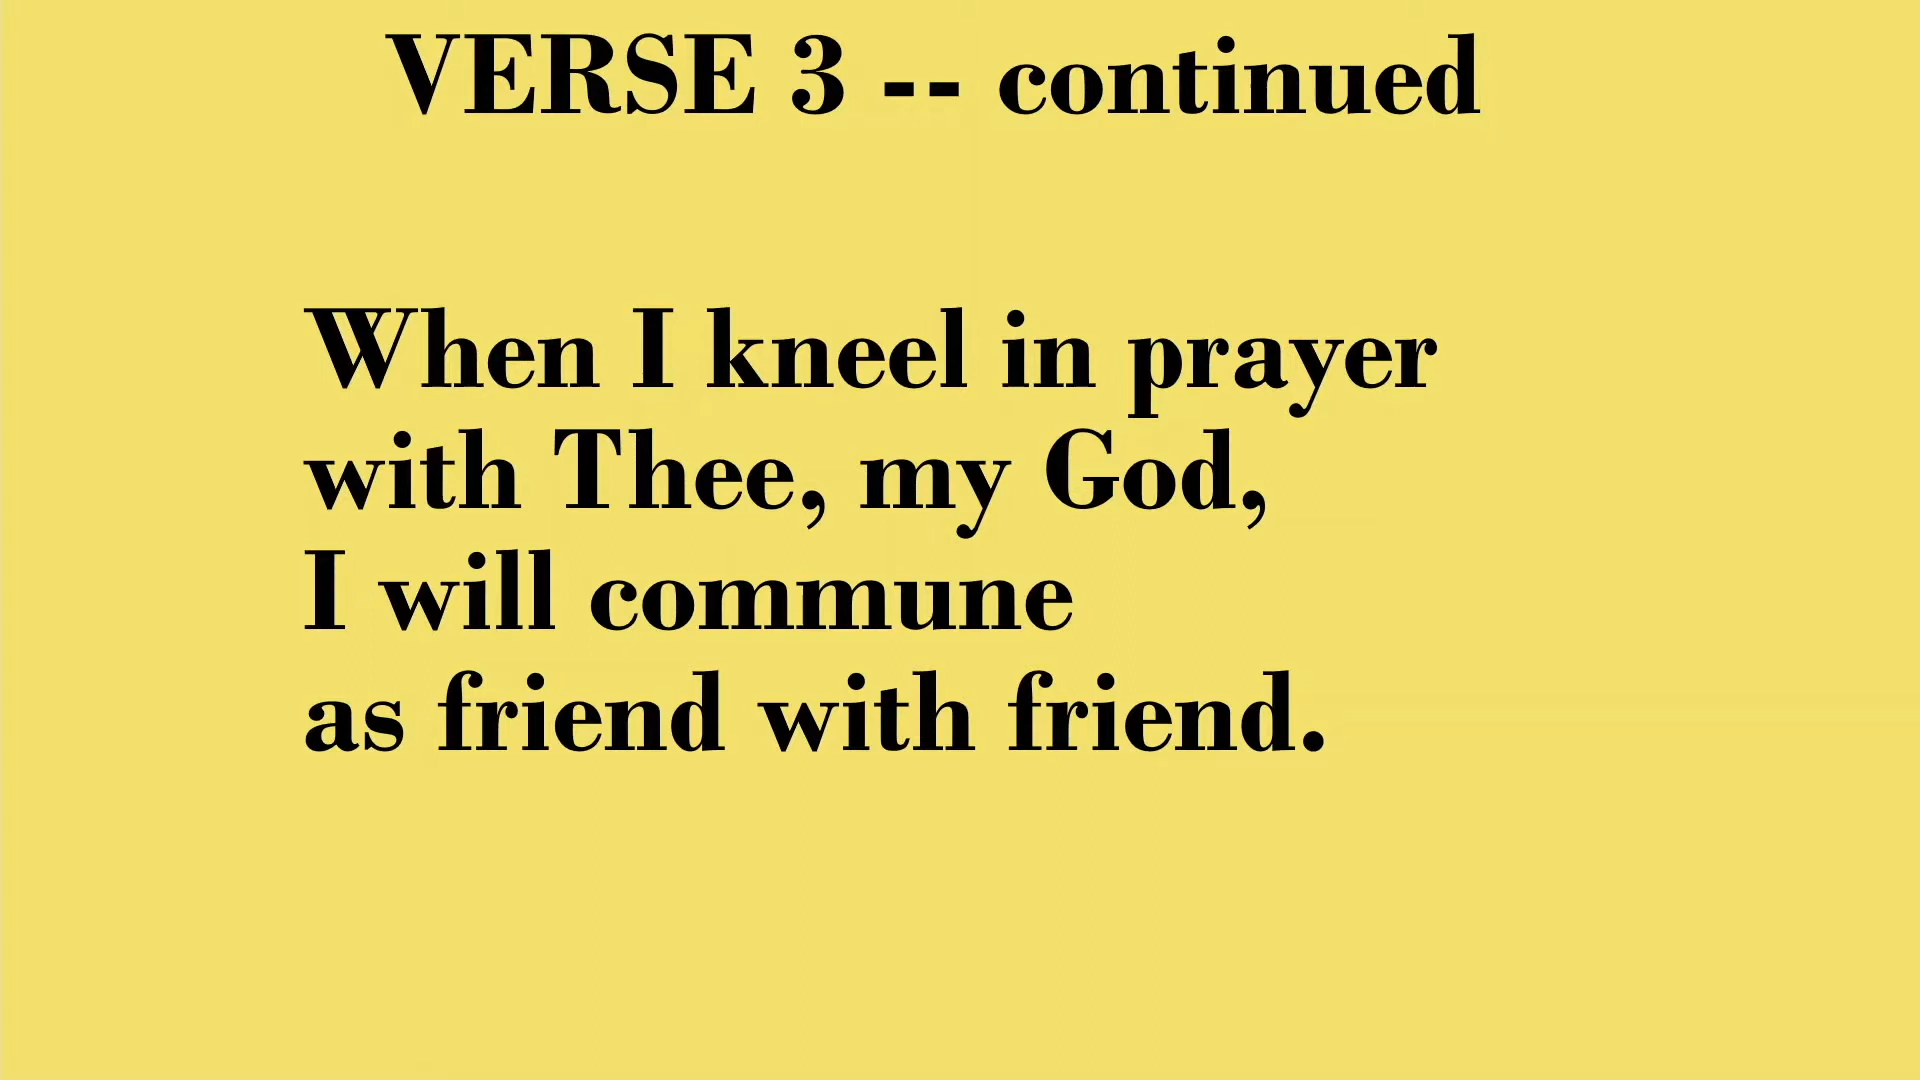 VERSE 3 -- continued
When I kneel in prayer
with Thee, my God,
I will commune
as friend with friend.